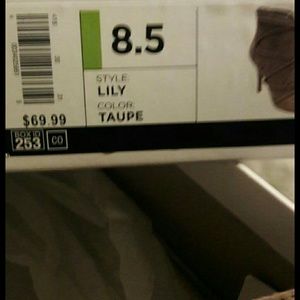 8.5
STYLE:
LILY
COLOR:
TAUPE
$69.99
BOX ID
253
CO